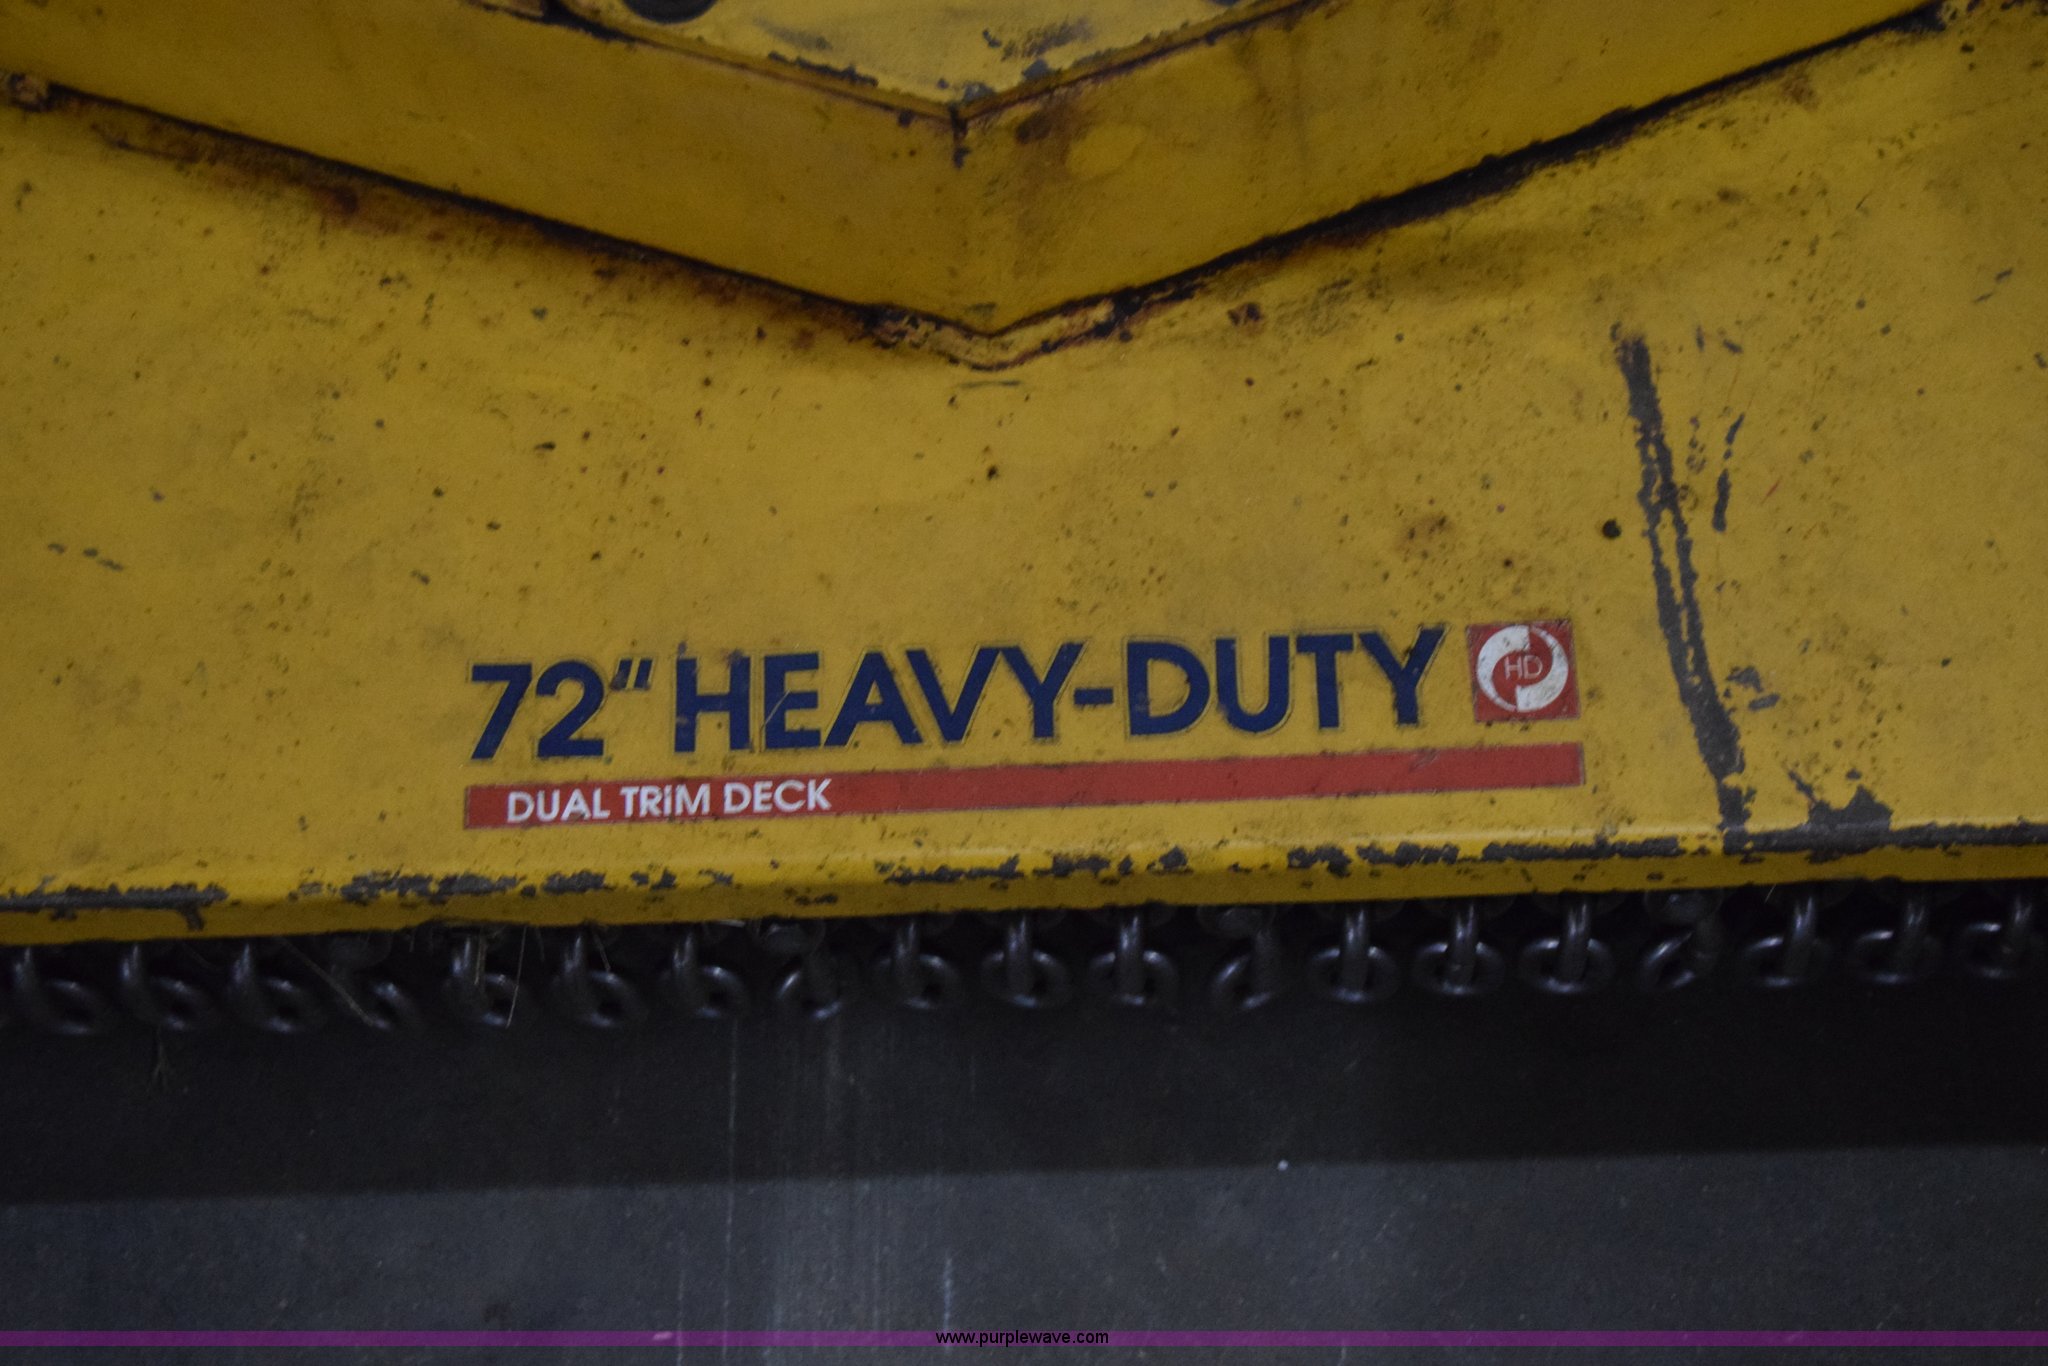 72" HEAVY-DUTY HD
DUAL TRIM DECK
www.purplewave.com